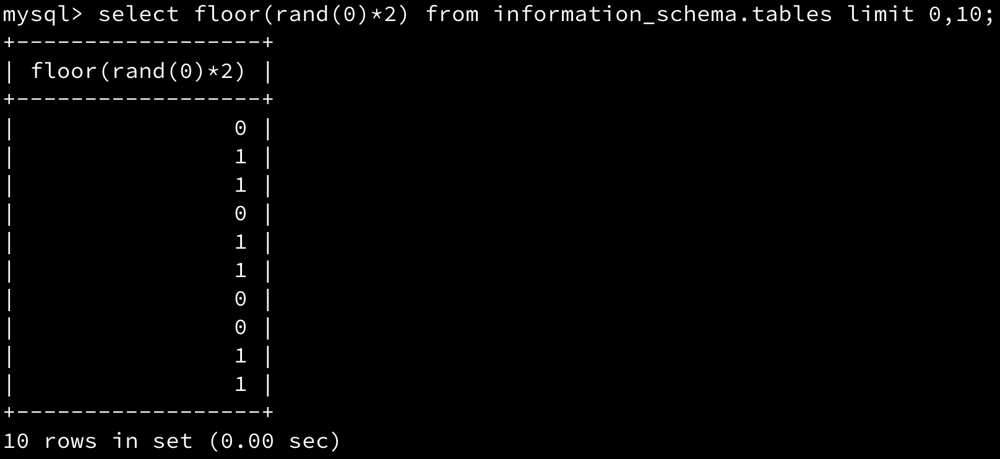 mysql> select floor(rand(0)*2) from information_schema.tables limit 0,10;
+------------------+
| floor(rand(0)*2) |
+------------------+
|                0 |
|                1 |
|                1 |
|                0 |
|                1 |
|                1 |
|                0 |
|                0 |
|                1 |
|                1 |
+------------------+
10 rows in set (0.00 sec)